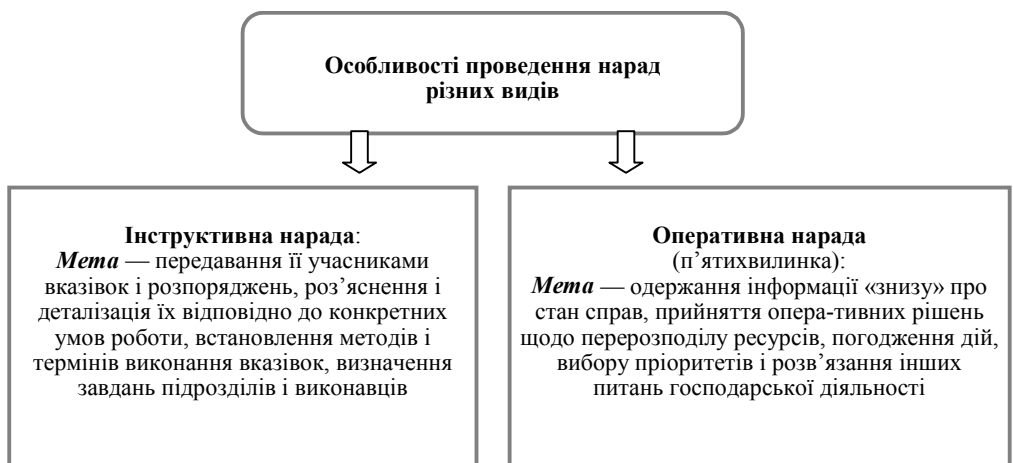 Особливості проведення нарад
різних видів
Інструктивна нарада:
Мета — передавання її учасниками
вказівок і розпоряджень, роз’яснення і
деталізація їх відповідно до конкретних
умов роботи, встановлення методів і
термінів виконання вказівок, визначення
завдань підрозділів і виконавців
Оперативна нарада
(п’ятихвилинка):
Мета — одержання інформації «знизу» про
стан справ, прийняття опера-тивних рішень
щодо перерозподілу ресурсів, погодження дій,
вибору пріоритетів і розв’язання інших
питань господарської діяльності